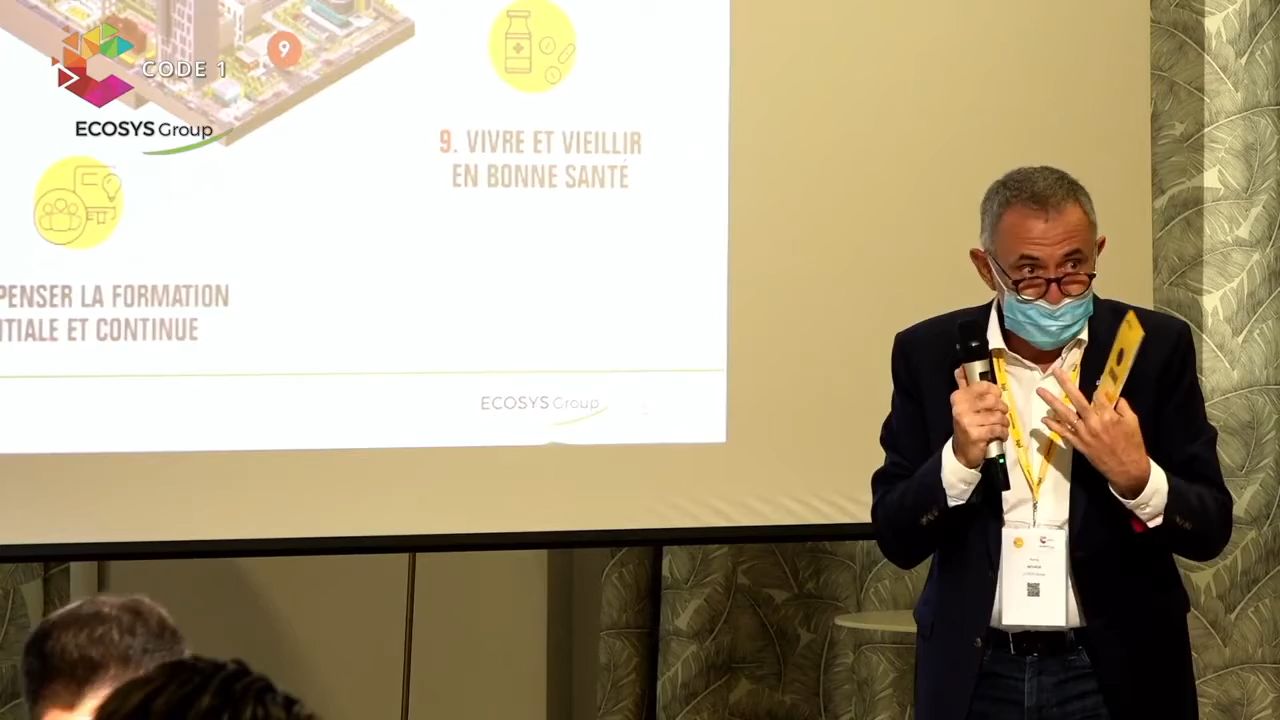 9
CODE 1
ECOSYS Group
9. VIVRE ET VIEILLIR
EN BONNE SANTÉ
PENSER LA FORMATION
TIALE ET CONTINUE
ECOSYS Group